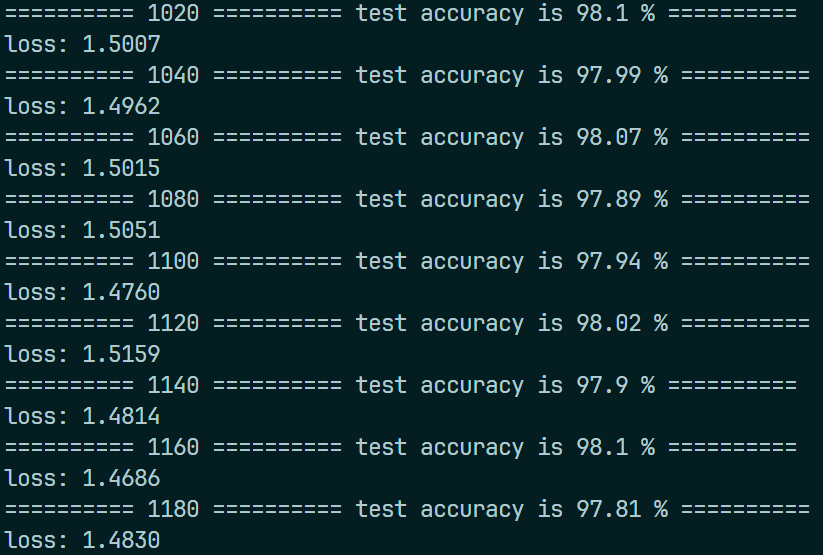 ========== 1020 ========== test accuracy is 98.1 % ==========
loss: 1.5007
========== 1040 ========== test accuracy is 97.99 % ==========
loss: 1.4962
========== 1060 ========== test accuracy is 98.07 % ==========
loss: 1.5015
========== 1080 ========== test accuracy is 97.89 % ==========
loss: 1.5051
========== 1100 ========== test accuracy is 97.94 % ==========
loss: 1.4760
========== 1120 ========== test accuracy is 98.02 % ==========
loss: 1.5159
========== 1140 ========== test accuracy is 97.9 % ==========
loss: 1.4814
========== 1160 ========== test accuracy is 98.1 % ==========
loss: 1.4686
========== 1180 ========== test accuracy is 97.81 % ==========
loss: 1.4830